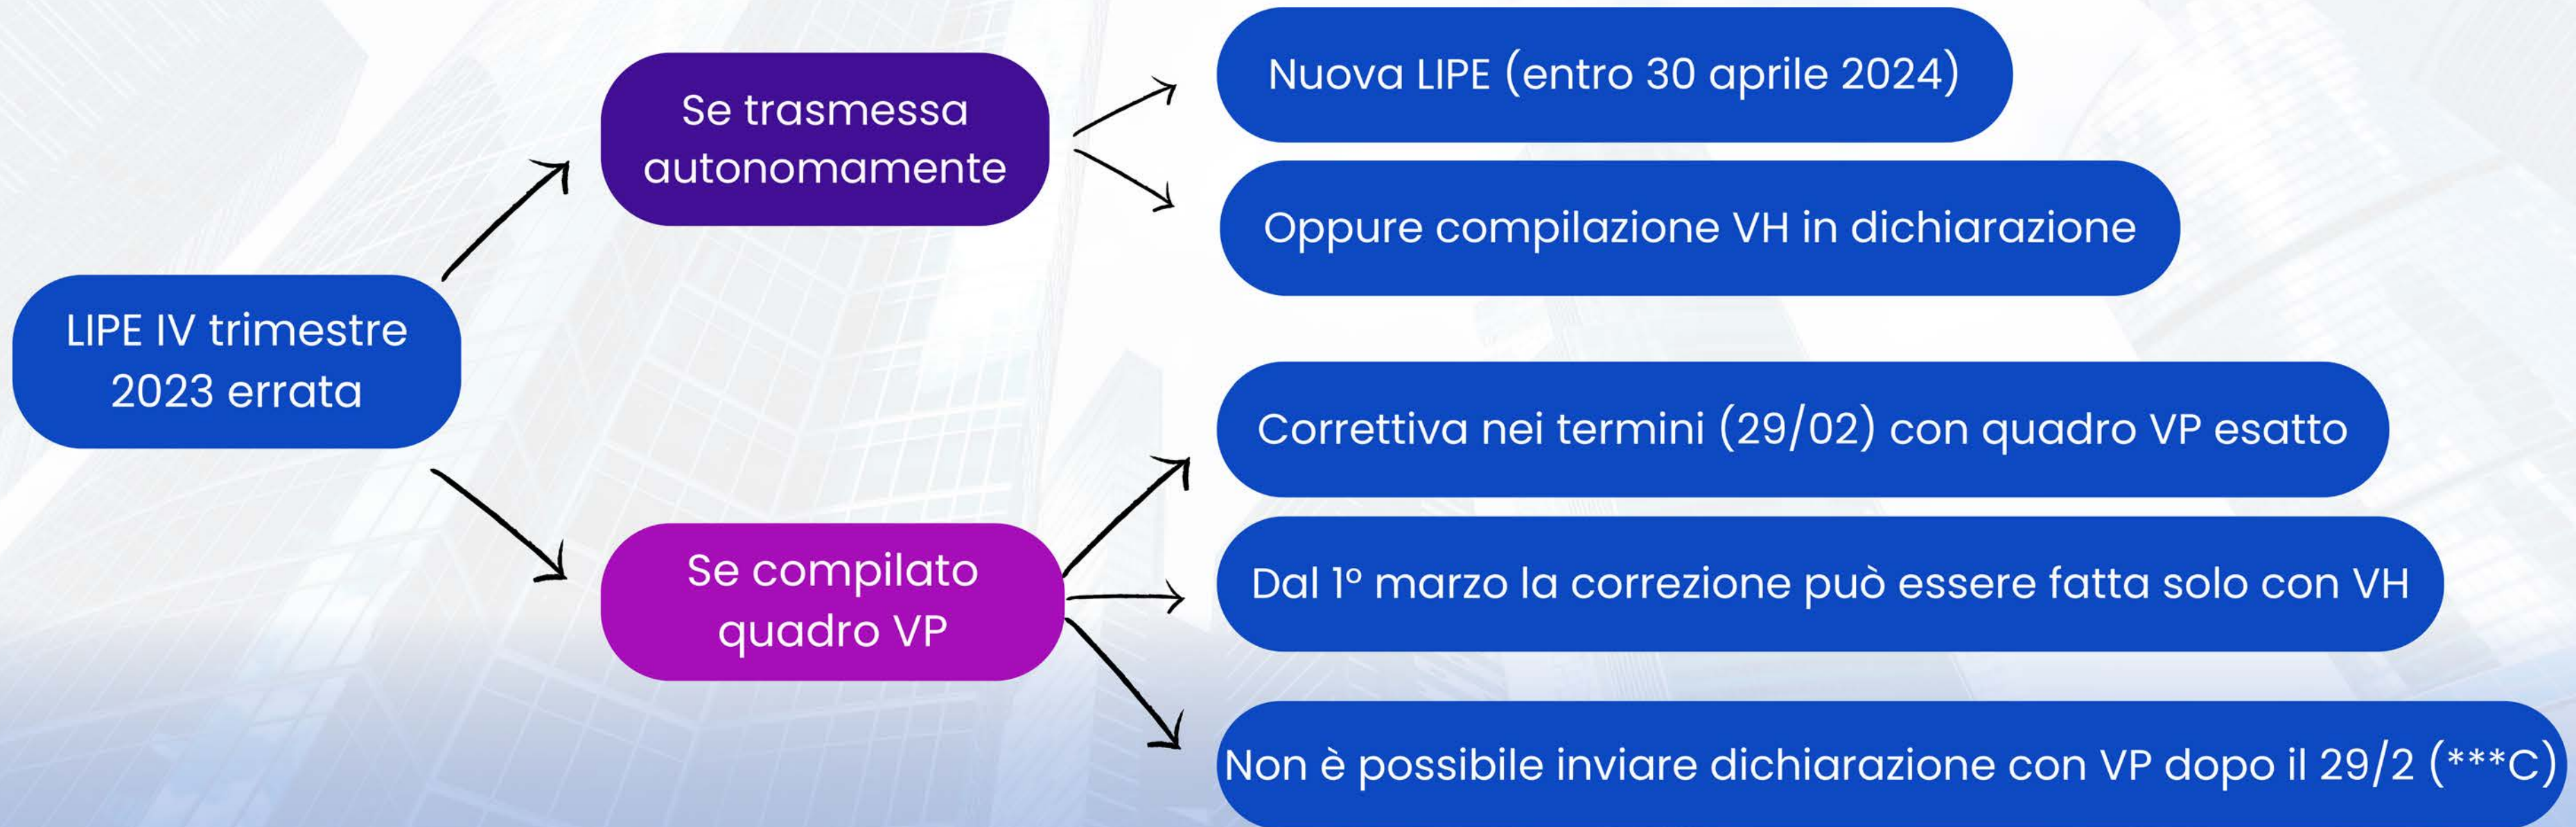 LIPE IV trimestre
2023 errata
Se trasmessa
autonomamente
Nuova LIPE (entro 30 aprile 2024)
Oppure compilazione VH in dichiarazione
Se compilato
quadro VP
Correttiva nei termini (29/02) con quadro VP esatto
Dal 1° marzo la correzione può essere fatta solo con VH
Non è possibile inviare dichiarazione con VP dopo il 29/2 (***C)